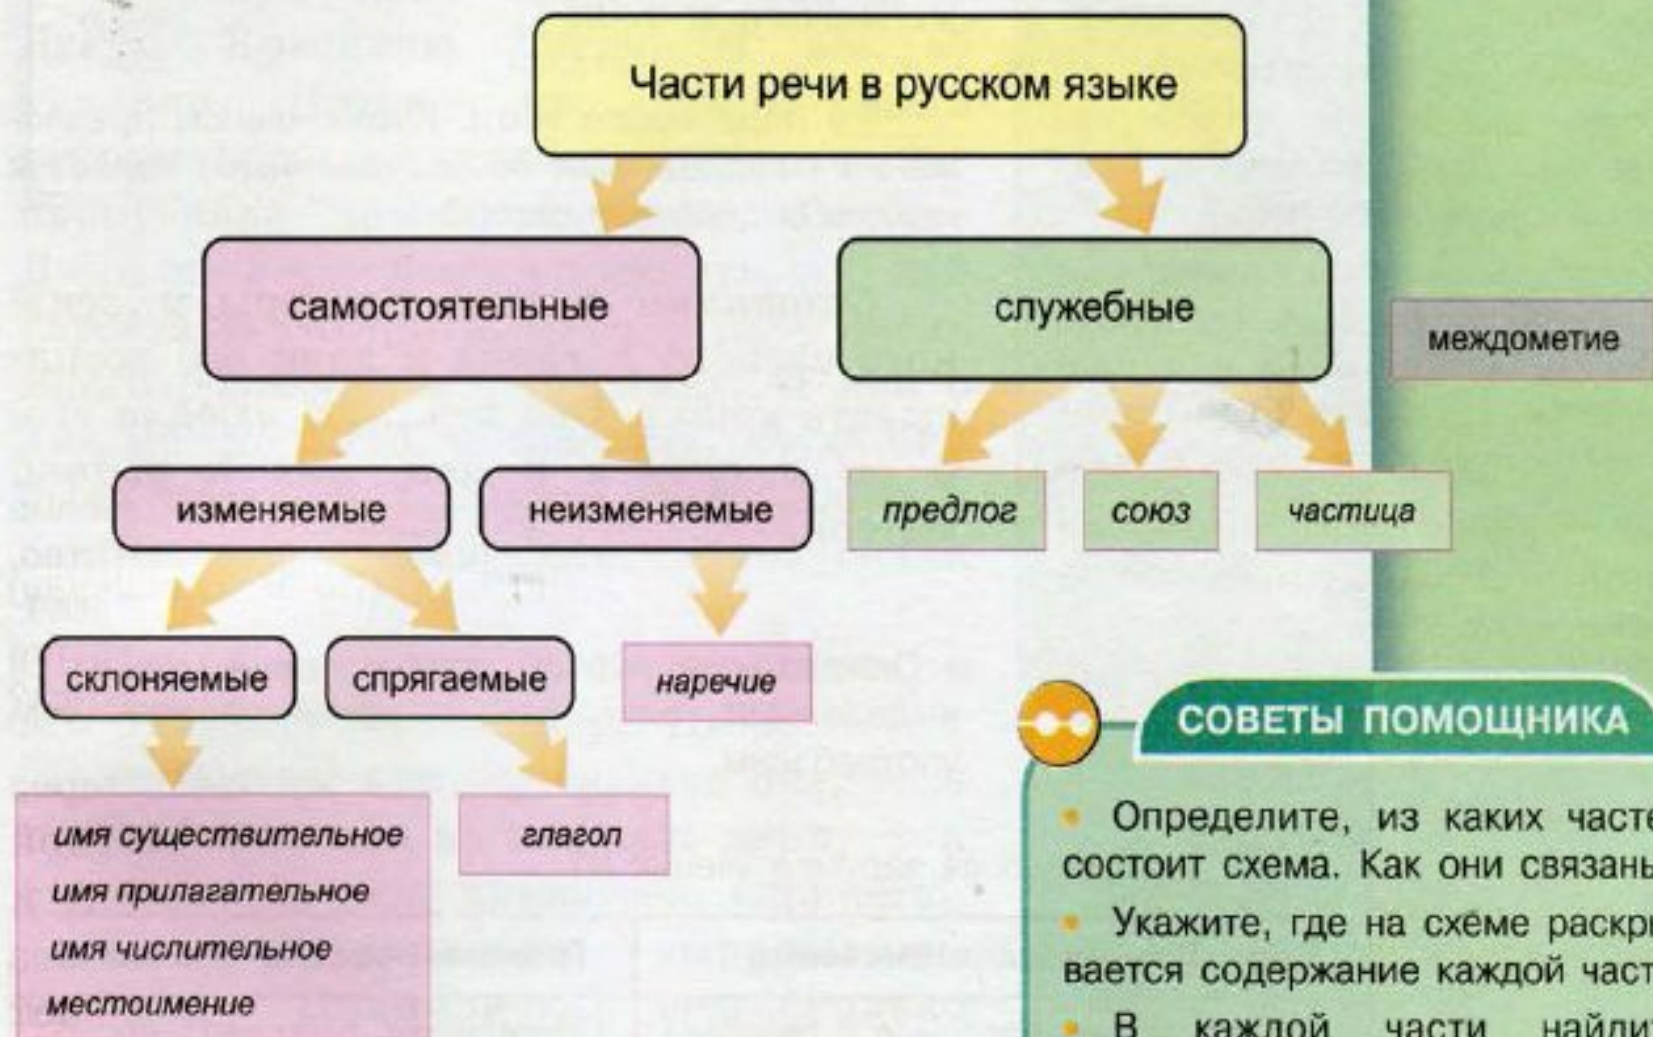 Части речи в русском языке
самостоятельные
служебные
междометие
изменяемые
неизменяемые
предлог
союз
частица
склоняемые
спрягаемые
наречие
имя существительное
имя прилагательное
имя числительное
местоимение
глагол
СОВЕТЫ ПОМОЩНИКА
• Определите, из каких часте
состоит схема. Как они связаны
• Укажите, где на схеме раскры
вается содержание каждой част
• В каждой части найди